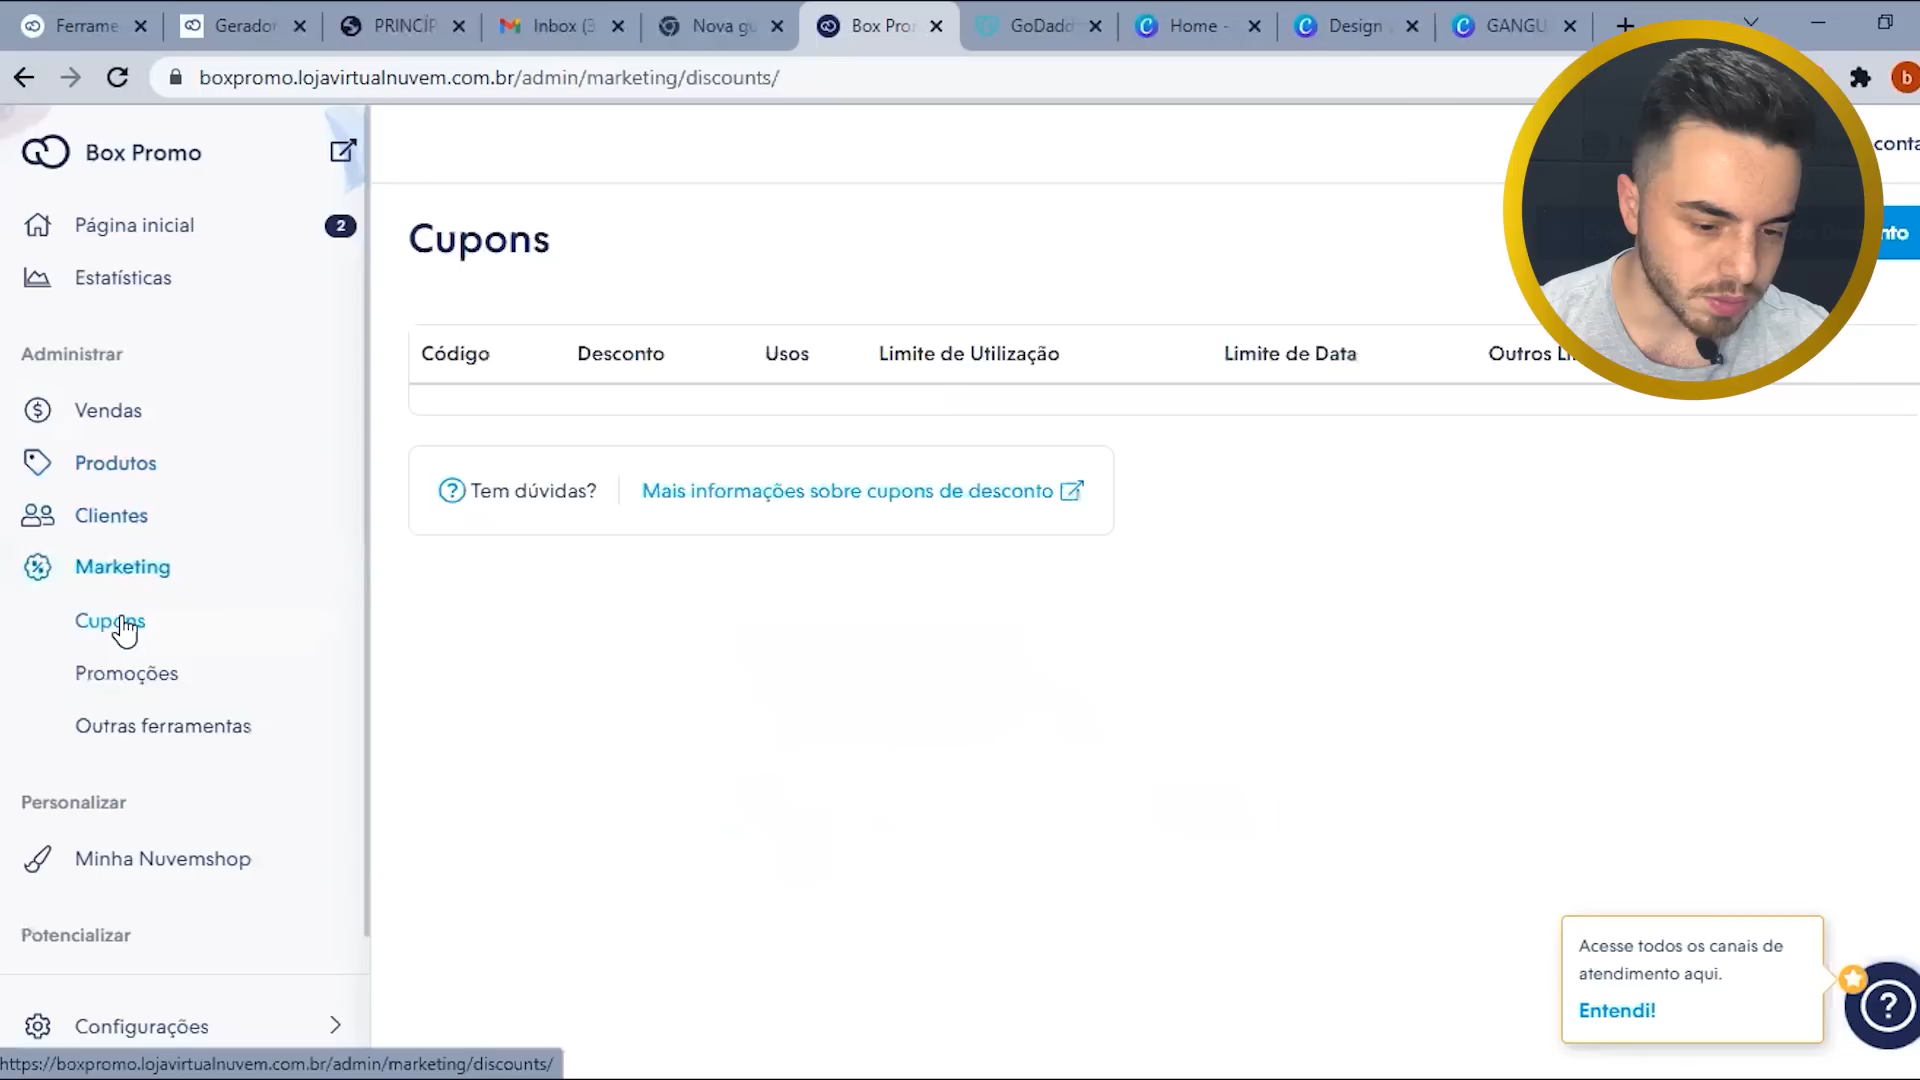 Ferrame
Gerador
PRINCÍP
Inbox (3
Nova gu
Box Pro
GoDadd
Home -
Design
GANGU
boxpromo.lojavirtualnuvem.com.br/admin/marketing/discounts/
b
Box Promo
conta
Página inicial
2
Cupons
nto
Estatísticas
Administrar
Código Desconto Usos Limite de Utilização Limite de Data Outros Li
Vendas
Produtos
Tem dúvidas? Mais informações sobre cupons de desconto
Clientes
Marketing
Cupons
Promoções
Outras ferramentas
Personalizar
Minha Nuvemshop
Potencializar
Acesse todos os canais de
atendimento aqui.
Entendi!
Configurações
https://boxpromo.lojavirtualnuvem.com.br/admin/marketing/discounts/